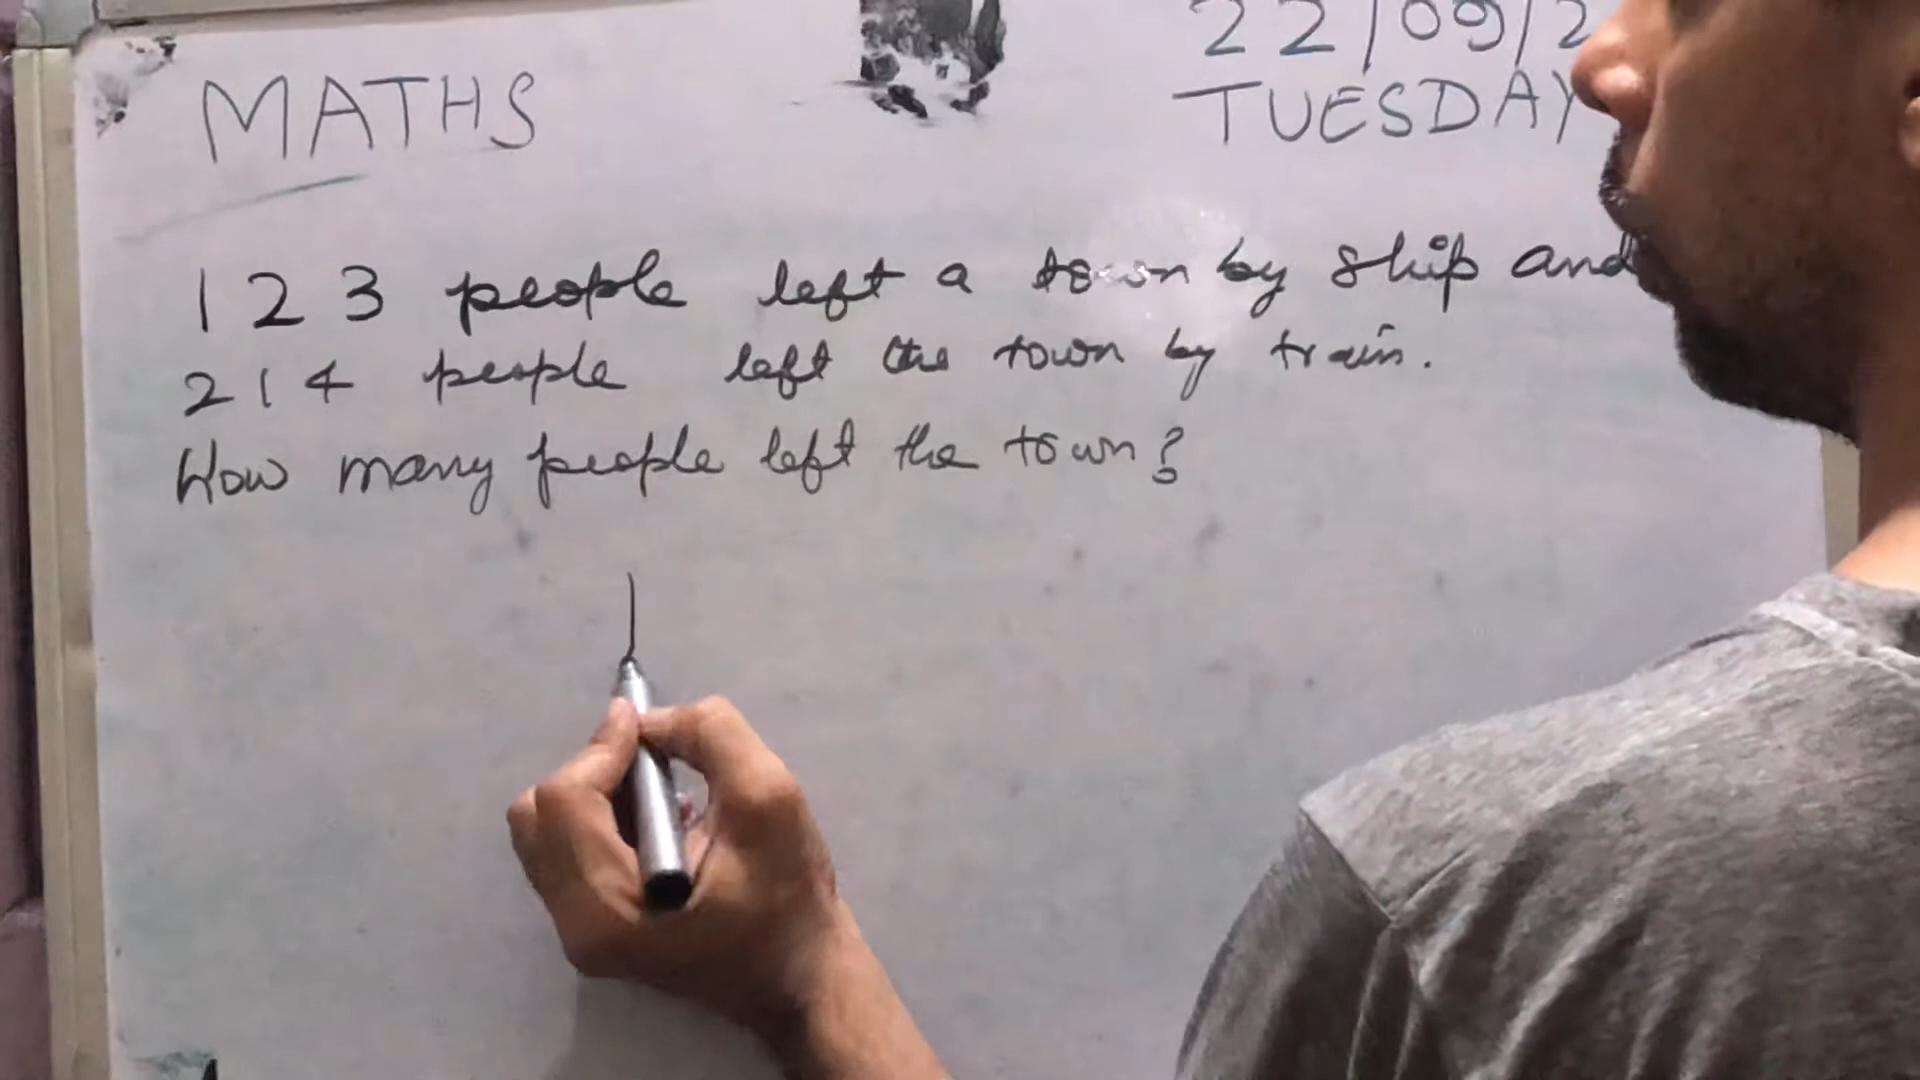 MATHS
22/09/2
TUESDAY
123 people left a town by ship and
214 people left the town by train.
How many people left the town?